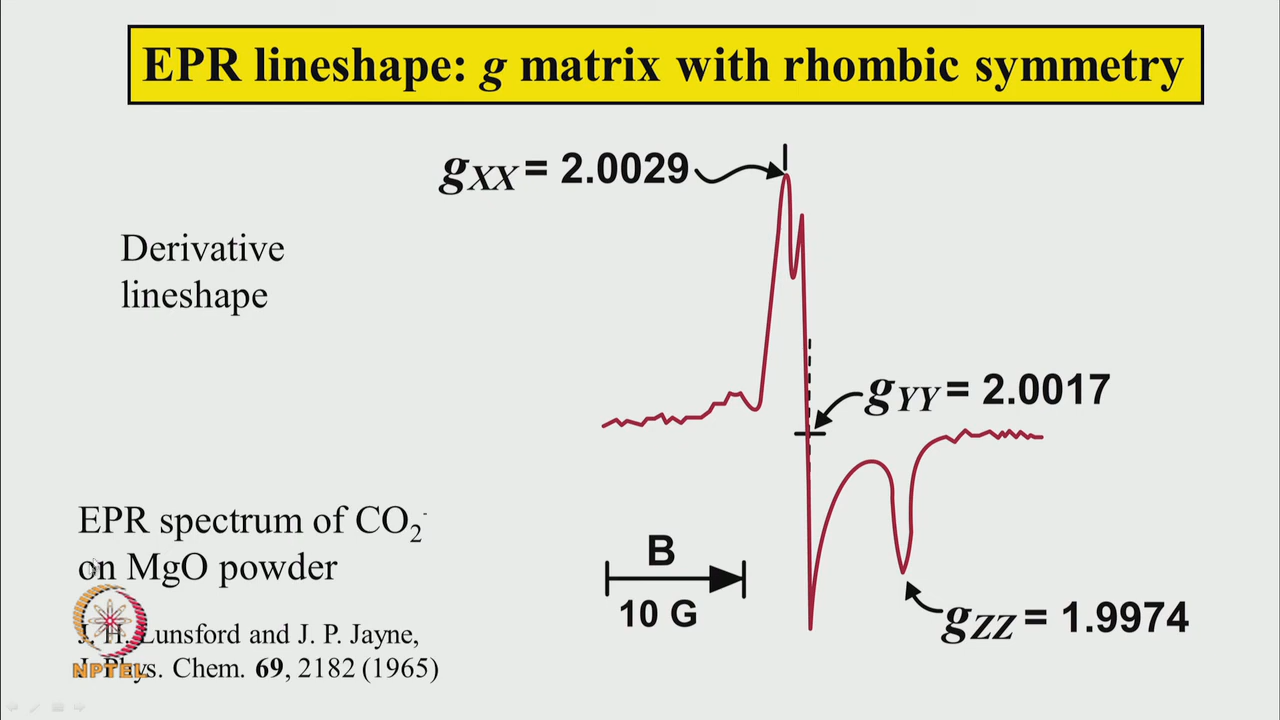 EPR lineshape: g matrix with rhombic symmetry
gXX = 2.0029
Derivative
lineshape
gYY = 2.0017
EPR spectrum of CO2-
on MgO powder
B
10 G
gZZ = 1.9974
J. H. Lunsford and J. P. Jayne,
J. Phys. Chem. 69, 2182 (1965)
NPTEL